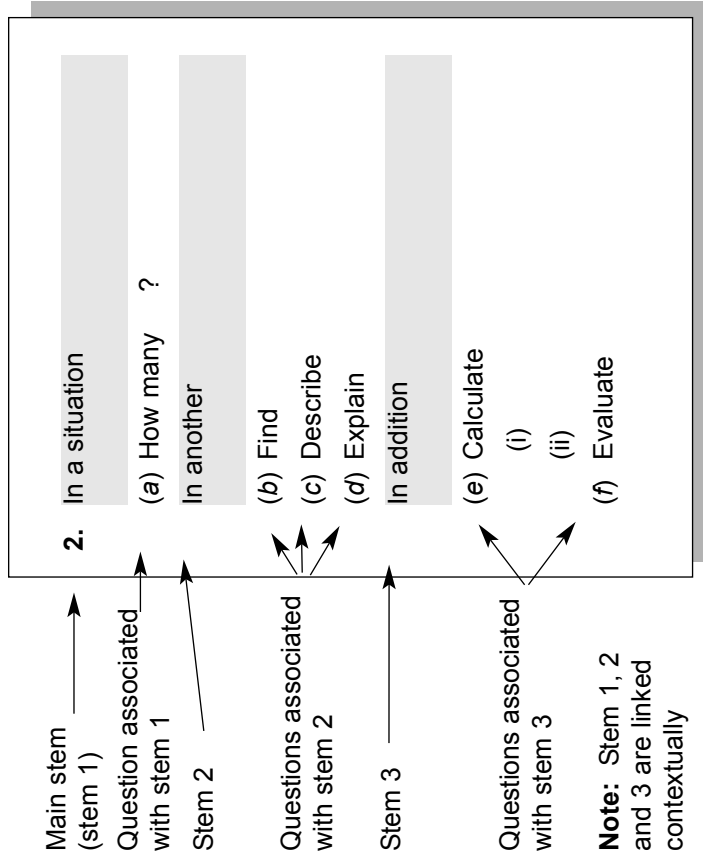 Main stem
(stem 1)
Question associated
with stem 1
Stem 2
Questions associated
with stem 2
Stem 3
Questions associated
with stem 3
Note: Stem 1, 2
and 3 are linked
contextually
2. In a situation
(a) How many ?
In another
(b) Find
(c) Describe
(d) Explain
In addition
(e) Calculate
(i)
(ii)
(f) Evaluate